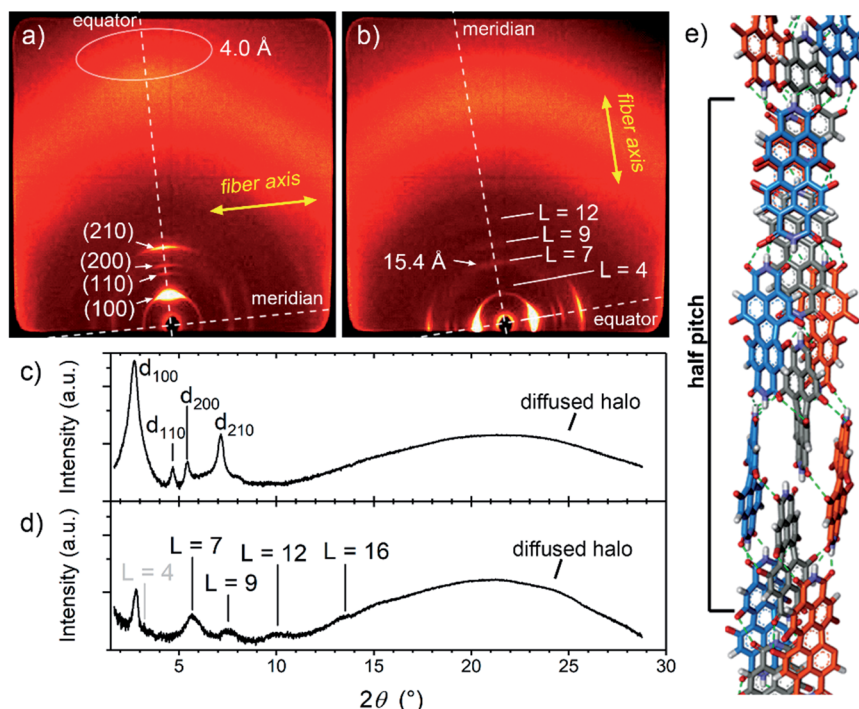 a)
equator
4.0 Å
fiber axis
(210)
(200)
(110)
(100)
meridian
b)
meridian
fiber axis
L = 12
L = 9
15.4 Å
L = 7
L = 4
equator
c)
Intensity (a.u.)
d100
d110
d200
d210
diffused halo
d)
Intensity (a.u.)
L = 4
L = 7
L = 9
L = 12
L = 16
diffused halo
5 10 15 20 25 30
2θ (°)
e)
half pitch